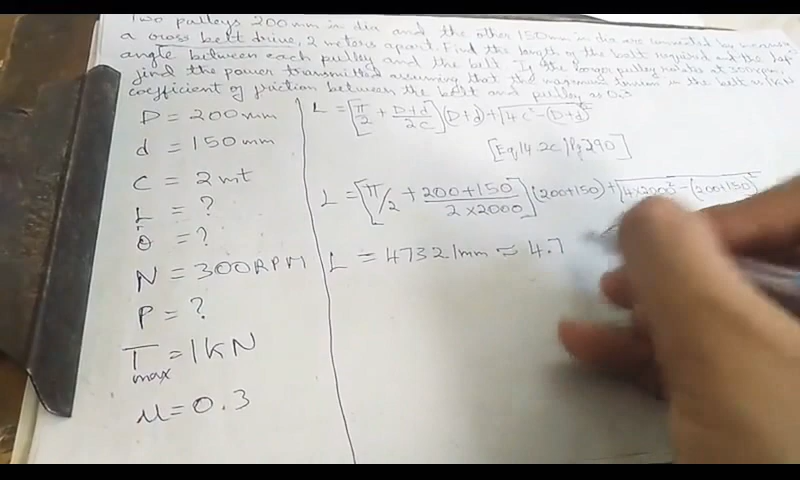 Two pulleys 200mm in dia and the other 150mm in dia are connected by means
a cross belt drive, 2 meters apart. Find the length of the belt required and the lap
angle between each pulley and the belt. If the larger pulley rotates at 300rpm,
find the power transmitted assuming that the maximum tension in the belt is 1kN
coefficient of friction between the belt and pulley is 0.3
D = 200mm
d = 150 mm
C = 2 mt
L = ?
θ = ?
N = 300RPM
P = ?
Tmax = 1KN
μ = 0.3
L = [π/2 + D+d/2C](D+d) + √4C²-(D+d)²
[Eq 14.2c/Pg 290]
L = [π/2 + 200+150/2×2000](200+150) + √4×2000²-(200+150)²
L = 4732.1mm ≈ 4.7